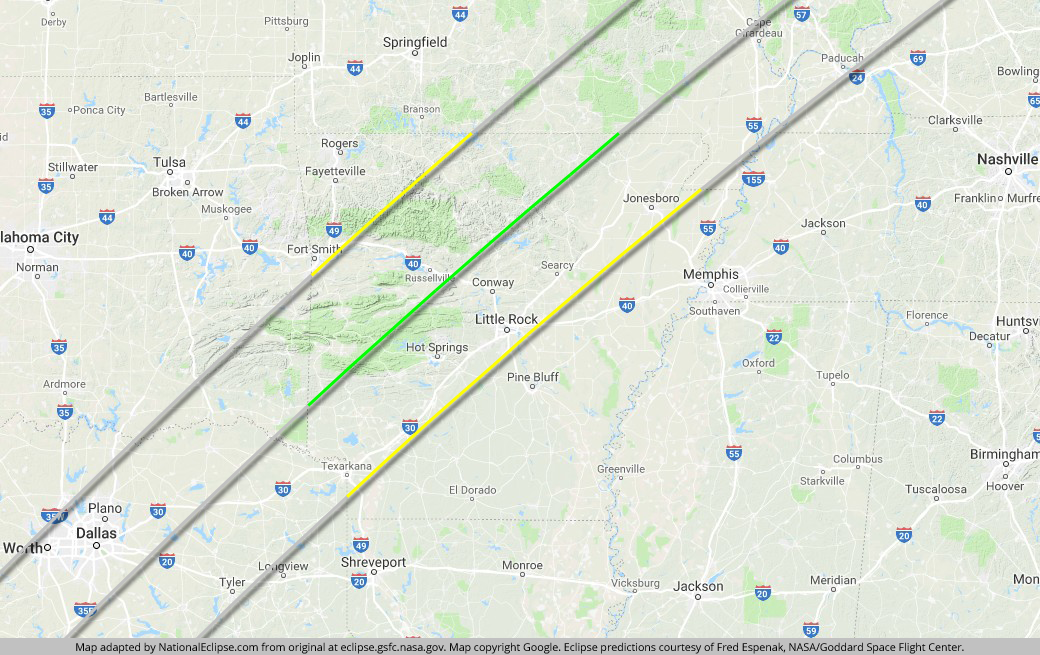 44
57
Derby
Pittsburg
Cape
Girardeau
Springfield
Joplin
44
Paducah
69
24
Bowling
Bartlesville
35
Ponca City
Branson
65
44
55
Clarksville
Rogers
Nashville
Stillwater
Tulsa
Fayetteville
155
35
Broken Arrow
Jonesboro
Franklin
Murfre
40
Muskogee
44
Jackson
49
55
lahoma City
40
40
Fort Smith
40
40
Norman
Russellville
Searcy
Memphis
Conway
Collierville
40
Southaven
Little Rock
Florence
Huntsv
22
Decatur
35
Hot Springs
Oxford
Pine Bluff
Tupelo
Ardmore
35
30
22
55
Birmingham
Columbus
Texarkana
Greenville
Starkville
30
El Dorado
Tuscaloosa
Hoover
Plano
35W
30
Dallas
20
Worth
49
20
Longview
Shreveport
Monroe
Tyler
20
Vicksburg
Jackson
20
Meridian
Mon
35E
59
Map adapted by NationalEclipse.com from original at eclipse.gsfc.nasa.gov. Map copyright Google. Eclipse predictions courtesy of Fred Espenak, NASA/Goddard Space Flight Center.